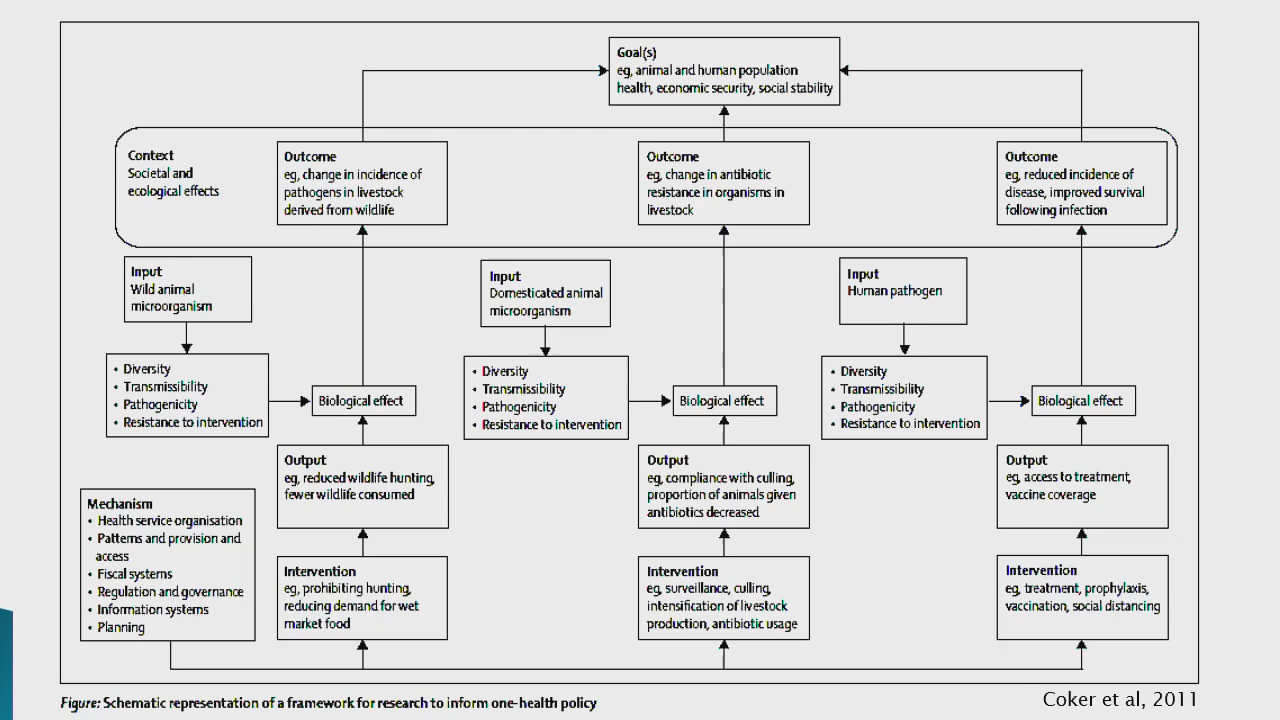 Goal(s)
eg, animal and human population
health, economic security, social stability
Context
Societal and
ecological effects
Outcome
eg, change in incidence of
pathogens in livestock
derived from wildlife
Outcome
eg, change in antibiotic
resistance in organisms in
livestock
Outcome
eg, reduced incidence of
disease, improved survival
following infection
Input
Wild animal
microorganism
Input
Domesticated animal
microorganism
Input
Human pathogen
• Diversity
• Transmissibility
• Pathogenicity
• Resistance to intervention
Biological effect
• Diversity
• Transmissibility
• Pathogenicity
• Resistance to intervention
Biological effect
• Diversity
• Transmissibility
• Pathogenicity
• Resistance to intervention
Biological effect
Output
eg, reduced wildlife hunting,
fewer wildlife consumed
Output
eg, compliance with culling,
proportion of animals given
antibiotics decreased
Output
eg, access to treatment,
vaccine coverage
Mechanism
• Health service organisation
• Patterns and provision and
access
• Fiscal systems
• Regulation and governance
• Information systems
• Planning
Intervention
eg, prohibiting hunting,
reducing demand for wet
market food
Intervention
eg, surveillance, culling,
intensification of livestock
production, antibiotic usage
Intervention
eg, treatment, prophylaxis,
vaccination, social distancing
Figure: Schematic representation of a framework for research to inform one-health policy
Coker et al, 2011